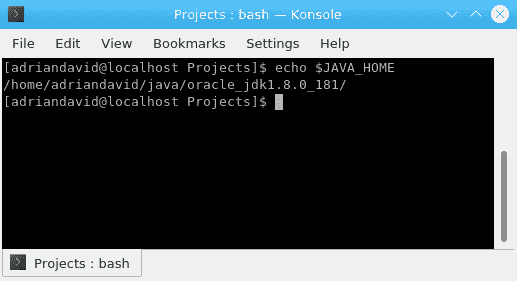 Projects : bash — Konsole
File Edit View Bookmarks Settings Help
[adriandavid@localhost Projects]$ echo $JAVA_HOME
/home/adriandavid/java/oracle_jdk1.8.0_181/
[adriandavid@localhost Projects]$
Projects : bash